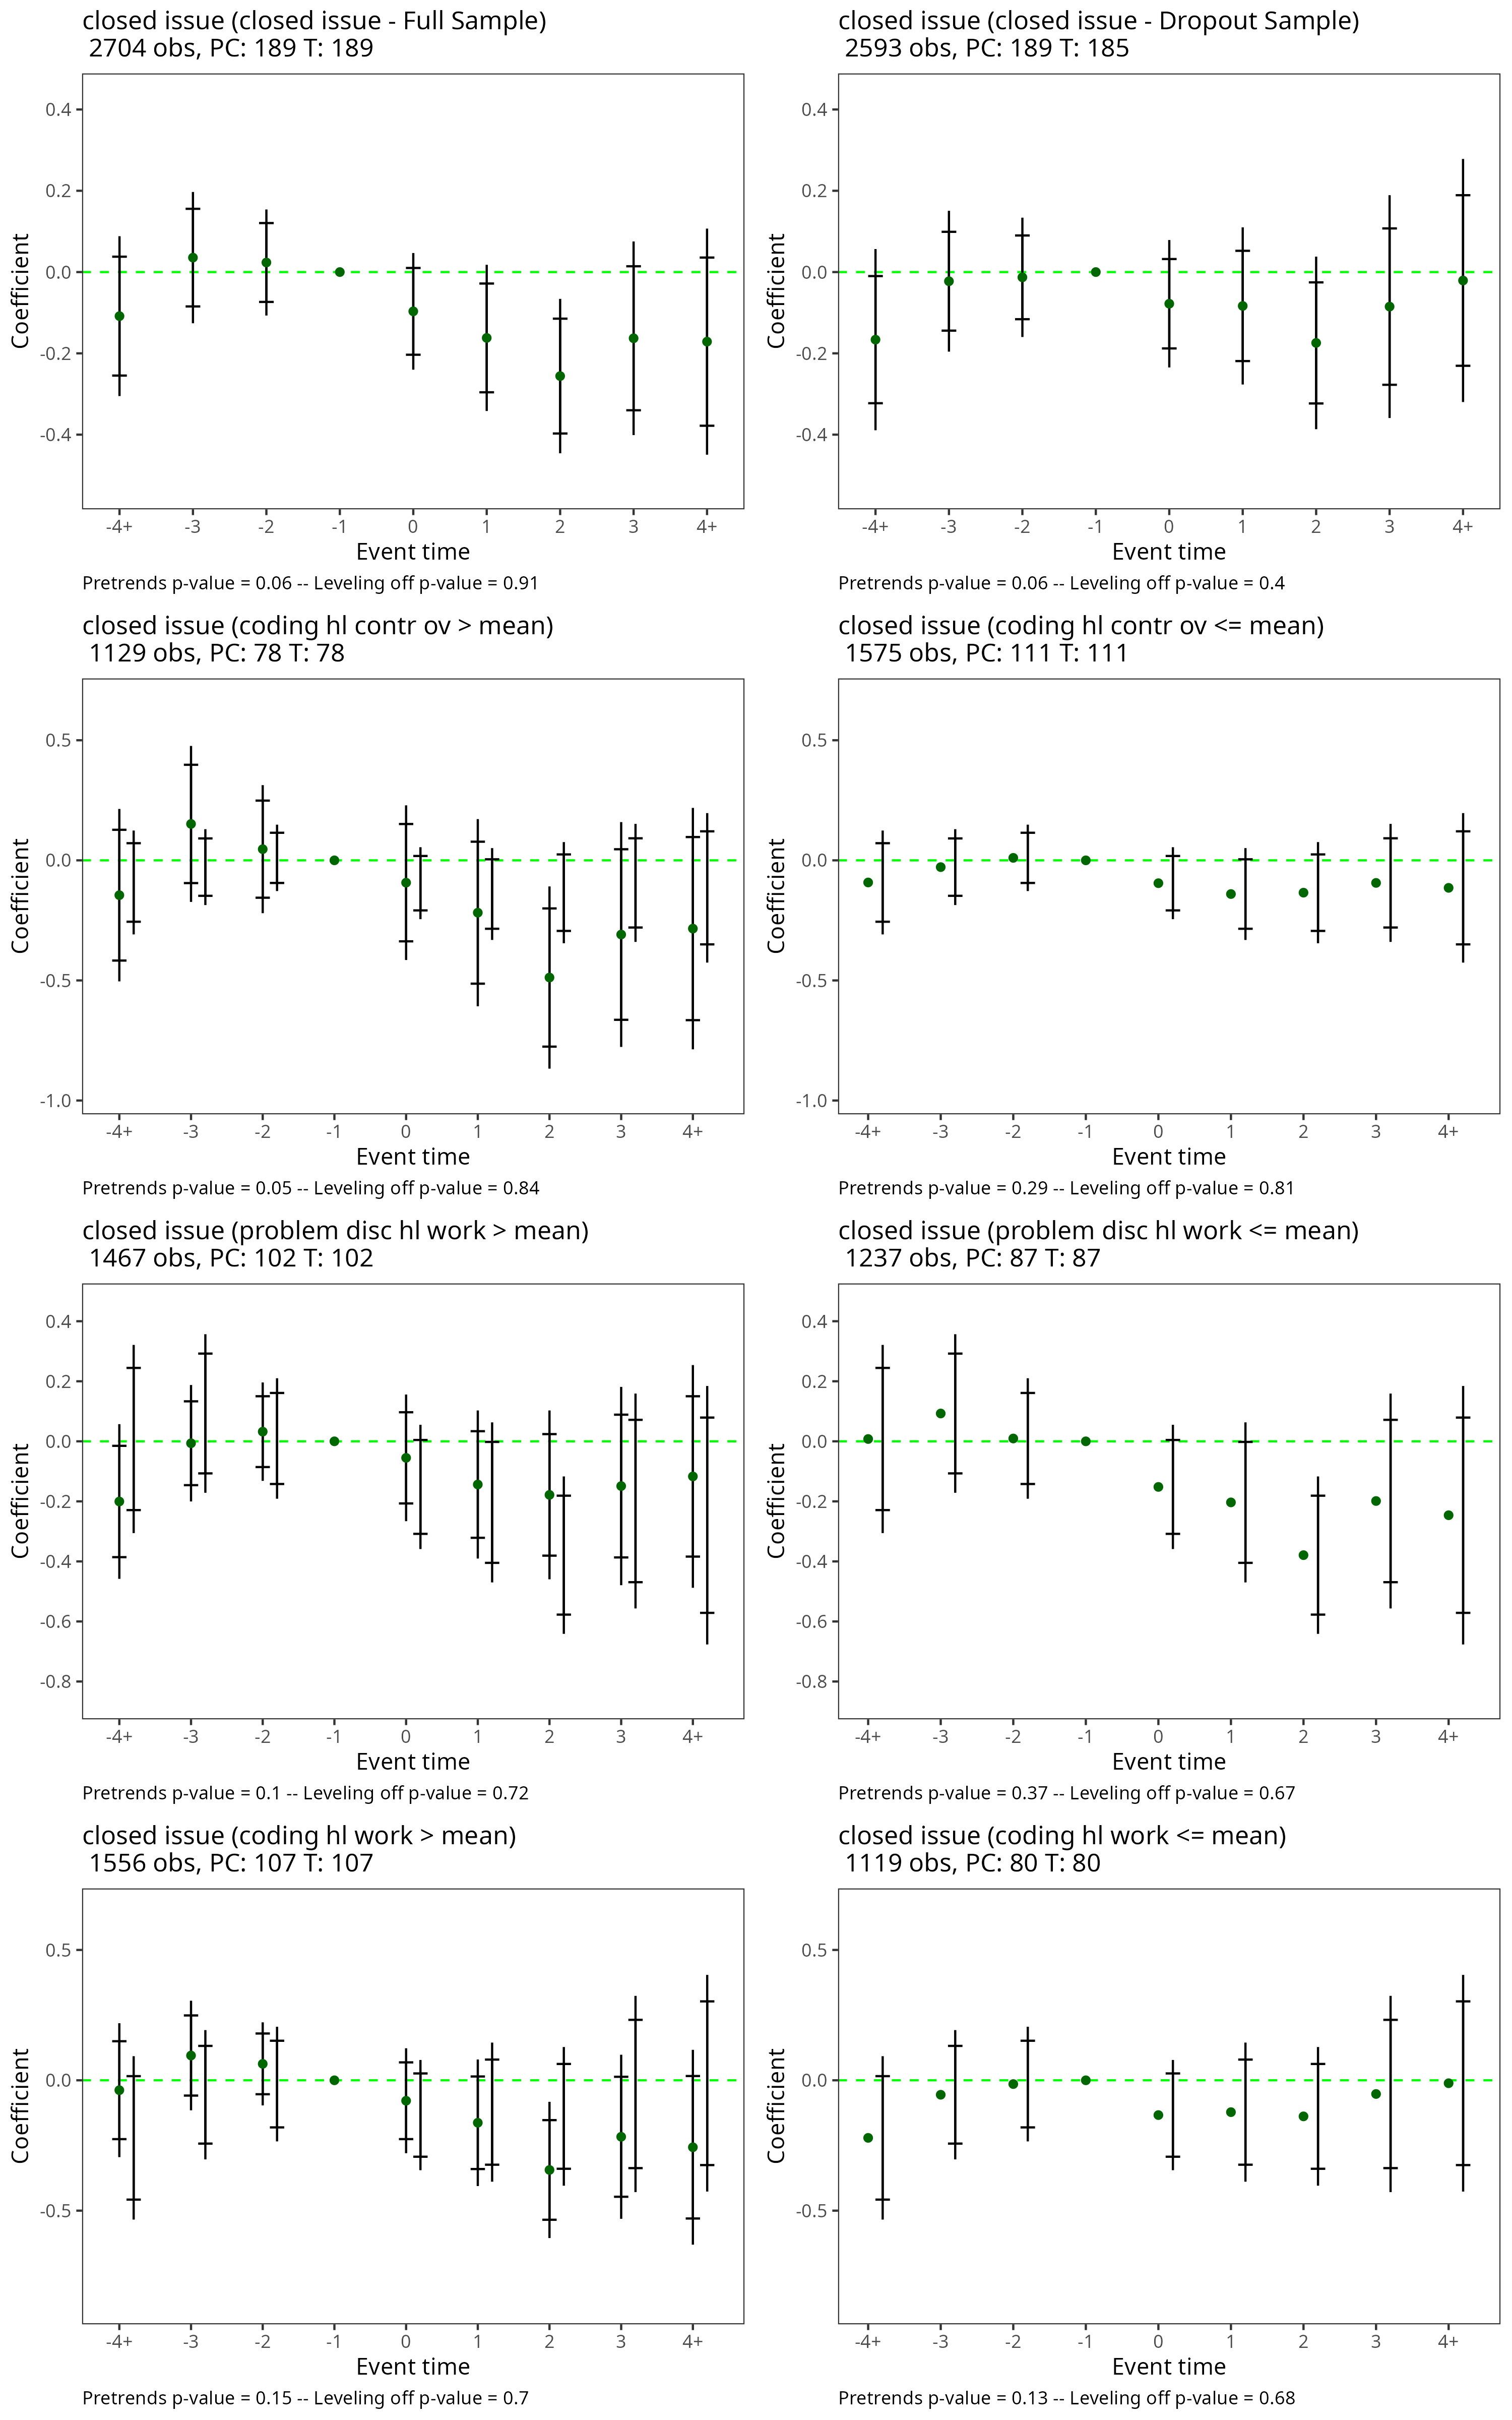 closed issue (closed issue - Full Sample)
2704 obs, PC: 189 T: 189
0.4
0.2
0.0
-0.2
-0.4
Coefficient
-4+ -3 -2 -1 0 1 2 3 4+
Event time
Pretrends p-value = 0.06 -- Leveling off p-value = 0.91
closed issue (closed issue - Dropout Sample)
2593 obs, PC: 189 T: 185
0.4
0.2
0.0
-0.2
-0.4
Coefficient
-4+ -3 -2 -1 0 1 2 3 4+
Event time
Pretrends p-value = 0.06 -- Leveling off p-value = 0.4
closed issue (coding hl contr ov > mean)
1129 obs, PC: 78 T: 78
0.5
0.0
-0.5
-1.0
Coefficient
-4+ -3 -2 -1 0 1 2 3 4+
Event time
Pretrends p-value = 0.05 -- Leveling off p-value = 0.84
closed issue (coding hl contr ov <= mean)
1575 obs, PC: 111 T: 111
0.5
0.0
-0.5
-1.0
Coefficient
-4+ -3 -2 -1 0 1 2 3 4+
Event time
Pretrends p-value = 0.29 -- Leveling off p-value = 0.81
closed issue (problem disc hl work > mean)
1467 obs, PC: 102 T: 102
0.4
0.2
0.0
-0.2
-0.4
-0.6
-0.8
Coefficient
-4+ -3 -2 -1 0 1 2 3 4+
Event time
Pretrends p-value = 0.1 -- Leveling off p-value = 0.72
closed issue (problem disc hl work <= mean)
1237 obs, PC: 87 T: 87
0.4
0.2
0.0
-0.2
-0.4
-0.6
-0.8
Coefficient
-4+ -3 -2 -1 0 1 2 3 4+
Event time
Pretrends p-value = 0.37 -- Leveling off p-value = 0.67
closed issue (coding hl work > mean)
1556 obs, PC: 107 T: 107
0.5
0.0
-0.5
Coefficient
-4+ -3 -2 -1 0 1 2 3 4+
Event time
Pretrends p-value = 0.15 -- Leveling off p-value = 0.7
closed issue (coding hl work <= mean)
1119 obs, PC: 80 T: 80
0.5
0.0
-0.5
Coefficient
-4+ -3 -2 -1 0 1 2 3 4+
Event time
Pretrends p-value = 0.13 -- Leveling off p-value = 0.68